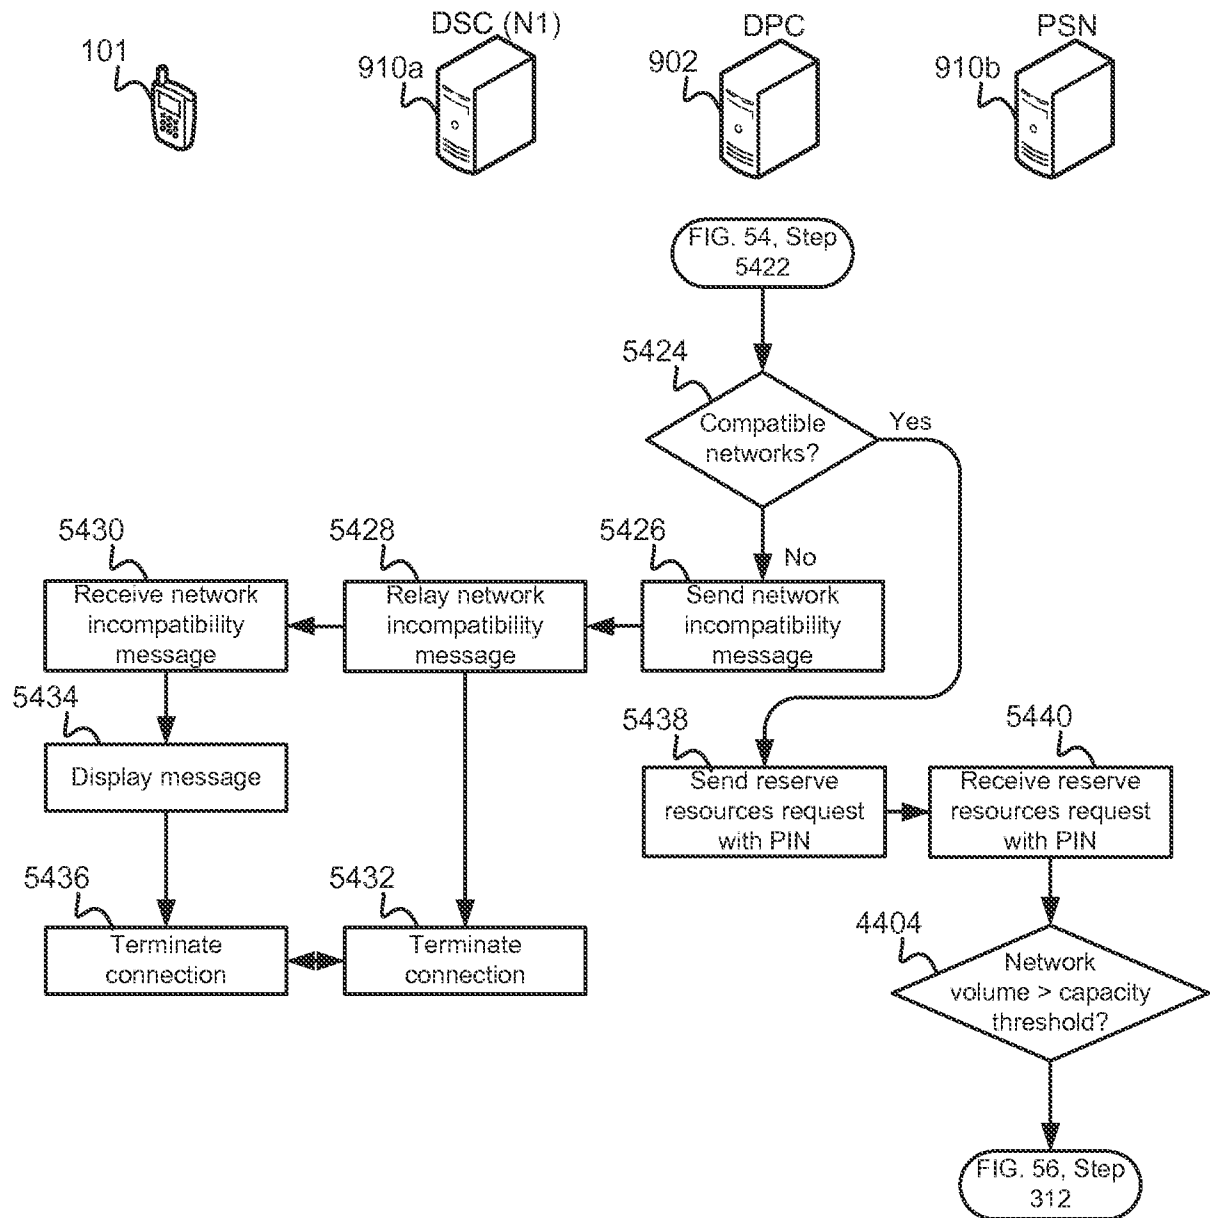 101
DSC (N1)
910a
DPC
902
PSN
910b
FIG. 54, Step
5422
5424
Compatible
networks?
Yes
No
5430
Receive network
incompatibility
message
5428
Relay network
incompatibility
message
5426
Send network
incompatibility
message
5434
Display message
5438
Send reserve
resources request
with PIN
5440
Receive reserve
resources request
with PIN
5436
Terminate
connection
5432
Terminate
connection
4404
Network
volume > capacity
threshold?
FIG. 56, Step
312